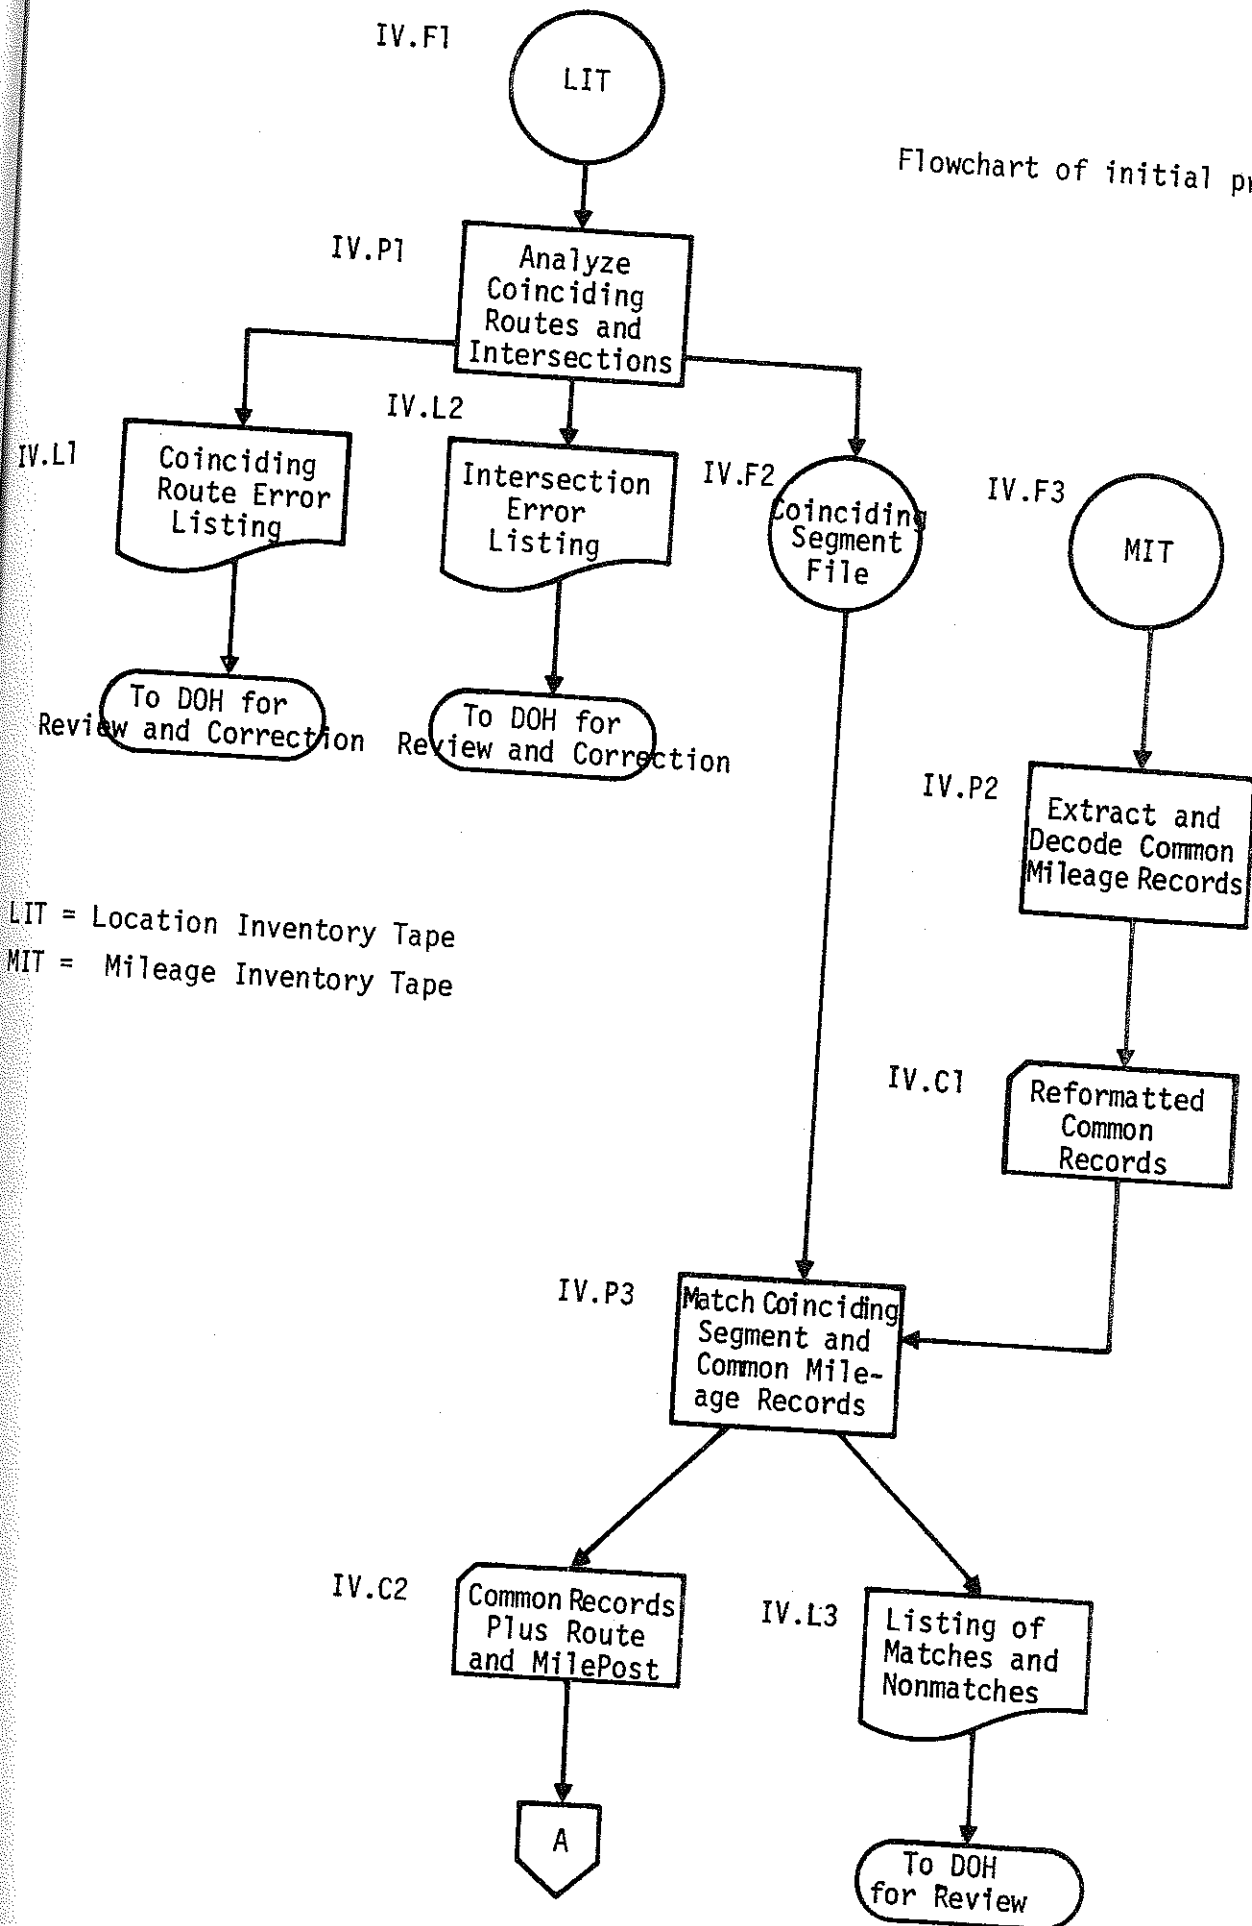 IV.F1
LIT
Flowchart of initial
IV.P1
Analyze
Coinciding
Routes and
Intersections
IV.L1
Coinciding
Route Error
Listing
IV.L2
Intersection
Error
Listing
IV.F2
Coinciding
Segment
File
IV.F3
MIT
To DOH for
Review and Correction
To DOH for
Review and Correction
IV.P2
Extract and
Decode Common
Mileage Records
LIT = Location Inventory Tape
MIT = Mileage Inventory Tape
IV.C1
Reformatted
Common
Records
IV.P3
Match Coinciding
Segment and
Common Mile-
age Records
IV.C2
Common Records
Plus Route
and MilePost
IV.L3
Listing of
Matches and
Nonmatches
A
To DOH
for Review